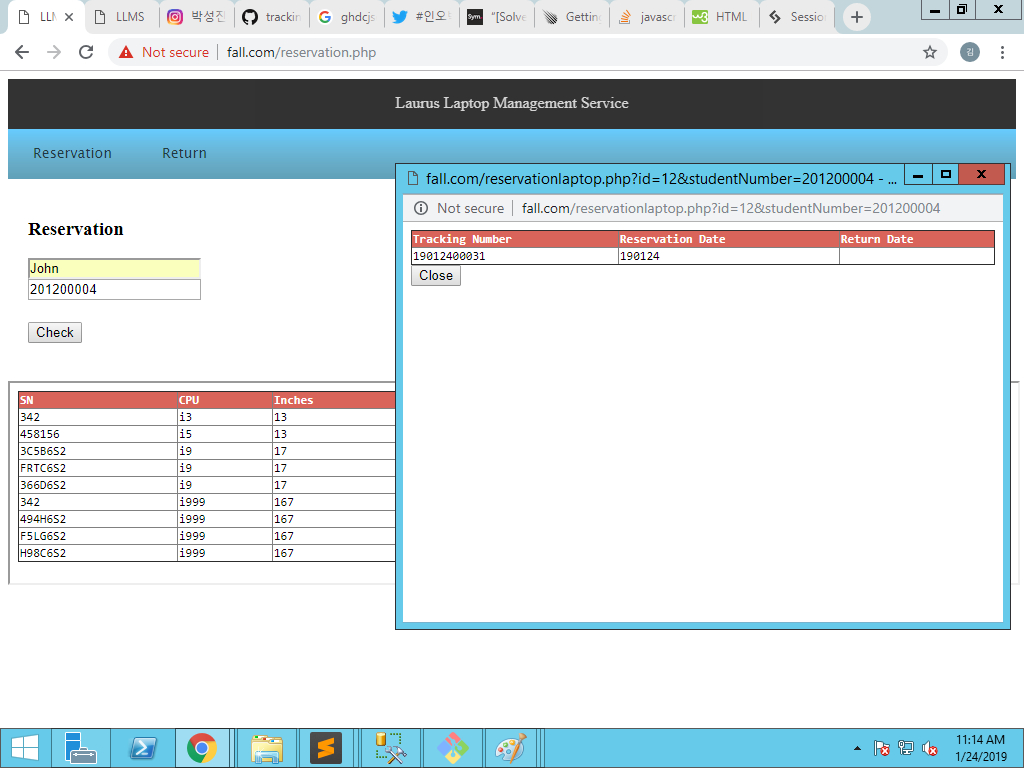 LLM
LLMS
박성진
trackin
ghdcjs
#인오
"[Solve
Getting
javascr
HTML
Sessio
Not secure fall.com/reservation.php
김
Laurus Laptop Management Service
Reservation Return
Reservation
John
201200004
Check
SN CPU Inches
342 i3 13
458156 i5 13
3C5B6S2 i9 17
FRTC6S2 i9 17
366D6S2 i9 17
342 i999 167
494H6S2 i999 167
F5LG6S2 i999 167
H98C6S2 i999 167
fall.com/reservationlaptop.php?id=12&studentNumber=201200004 - ...
Not secure fall.com/reservationlaptop.php?id=12&studentNumber=201200004
Tracking Number Reservation Date Return Date
19012400031 190124
Close
11:14 AM
1/24/2019